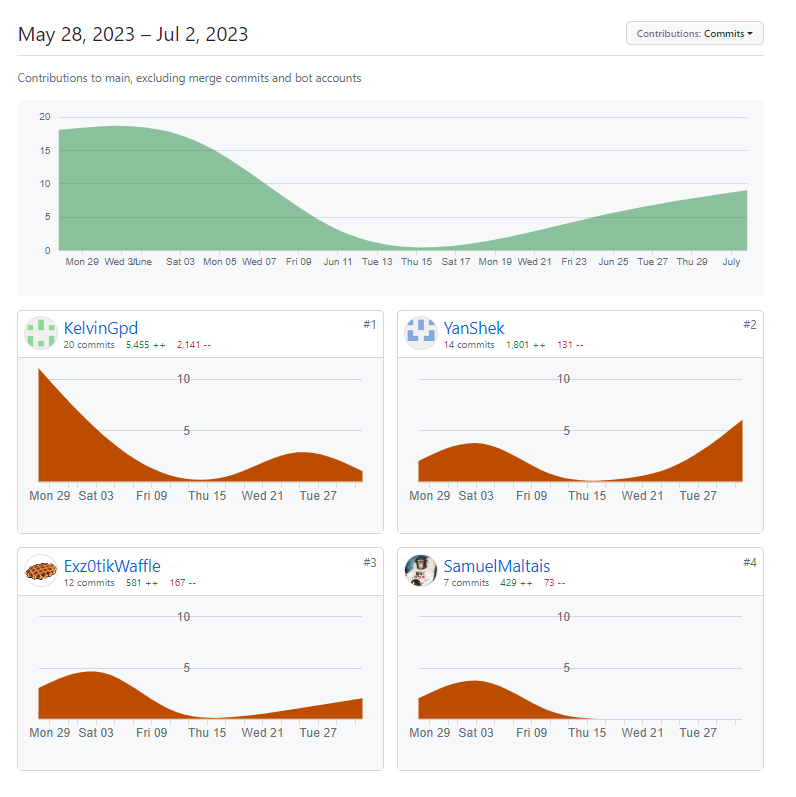 May 28, 2023 – Jul 2, 2023
Contributions: Commits
Contributions to main, excluding merge commits and bot accounts
20
15
10
5
0
Mon 29 Wed 31 June Sat 03 Mon 05 Wed 07 Fri 09 Jun 11 Tue 13 Thu 15 Sat 17 Mon 19 Wed 21 Fri 23 Jun 25 Tue 27 Thu 29 July
KelvinGpd #1
20 commits 5,455 ++ 2,141 --
10
5
Mon 29 Sat 03 Fri 09 Thu 15 Wed 21 Tue 27
YanShek #2
14 commits 1,801 ++ 131 --
10
5
Mon 29 Sat 03 Fri 09 Thu 15 Wed 21 Tue 27
Exz0tikWaffle #3
12 commits 581 ++ 167 --
10
5
Mon 29 Sat 03 Fri 09 Thu 15 Wed 21 Tue 27
SamuelMaltais #4
7 commits 429 ++ 73 --
10
5
Mon 29 Sat 03 Fri 09 Thu 15 Wed 21 Tue 27